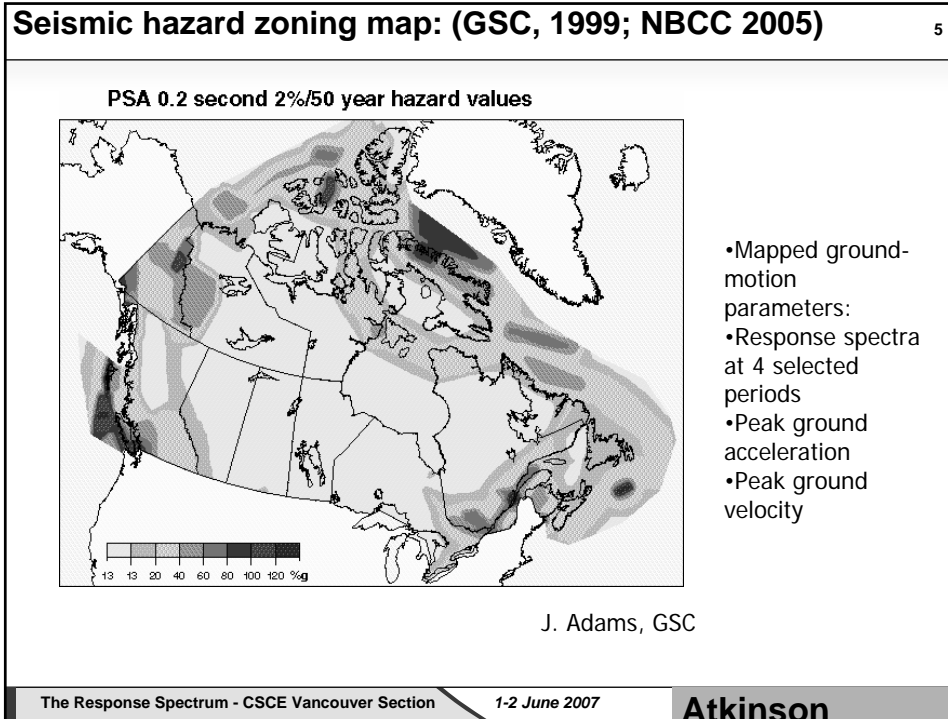 Seismic hazard zoning map: (GSC, 1999; NBCC 2005)
5
PSA 0.2 second 2%/50 year hazard values
13 13 20 40 60 80 100 120 %g
•Mapped ground-
motion
parameters:
•Response spectra
at 4 selected
periods
•Peak ground
acceleration
•Peak ground
velocity
J. Adams, GSC
The Response Spectrum - CSCE Vancouver Section
1-2 June 2007
Atkinson